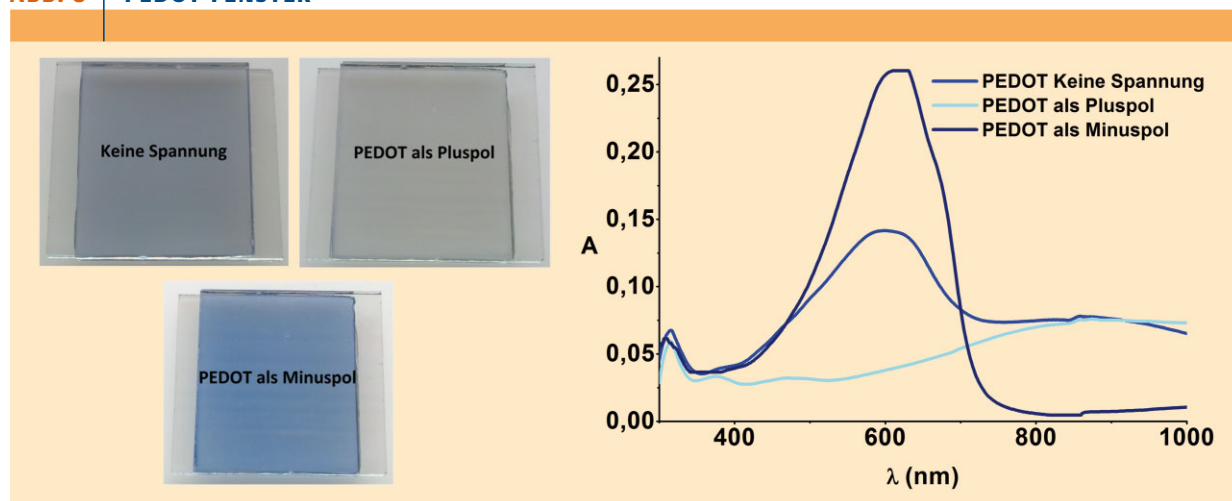 PEDOT-FENSTER
Keine Spannung
PEDOT als Pluspol
PEDOT als Minuspol
0,25
0,20
0,15
0,10
0,05
0,00
A
PEDOT Keine Spannung
PEDOT als Pluspol
PEDOT als Minuspol
400
600
800
1000
λ (nm)